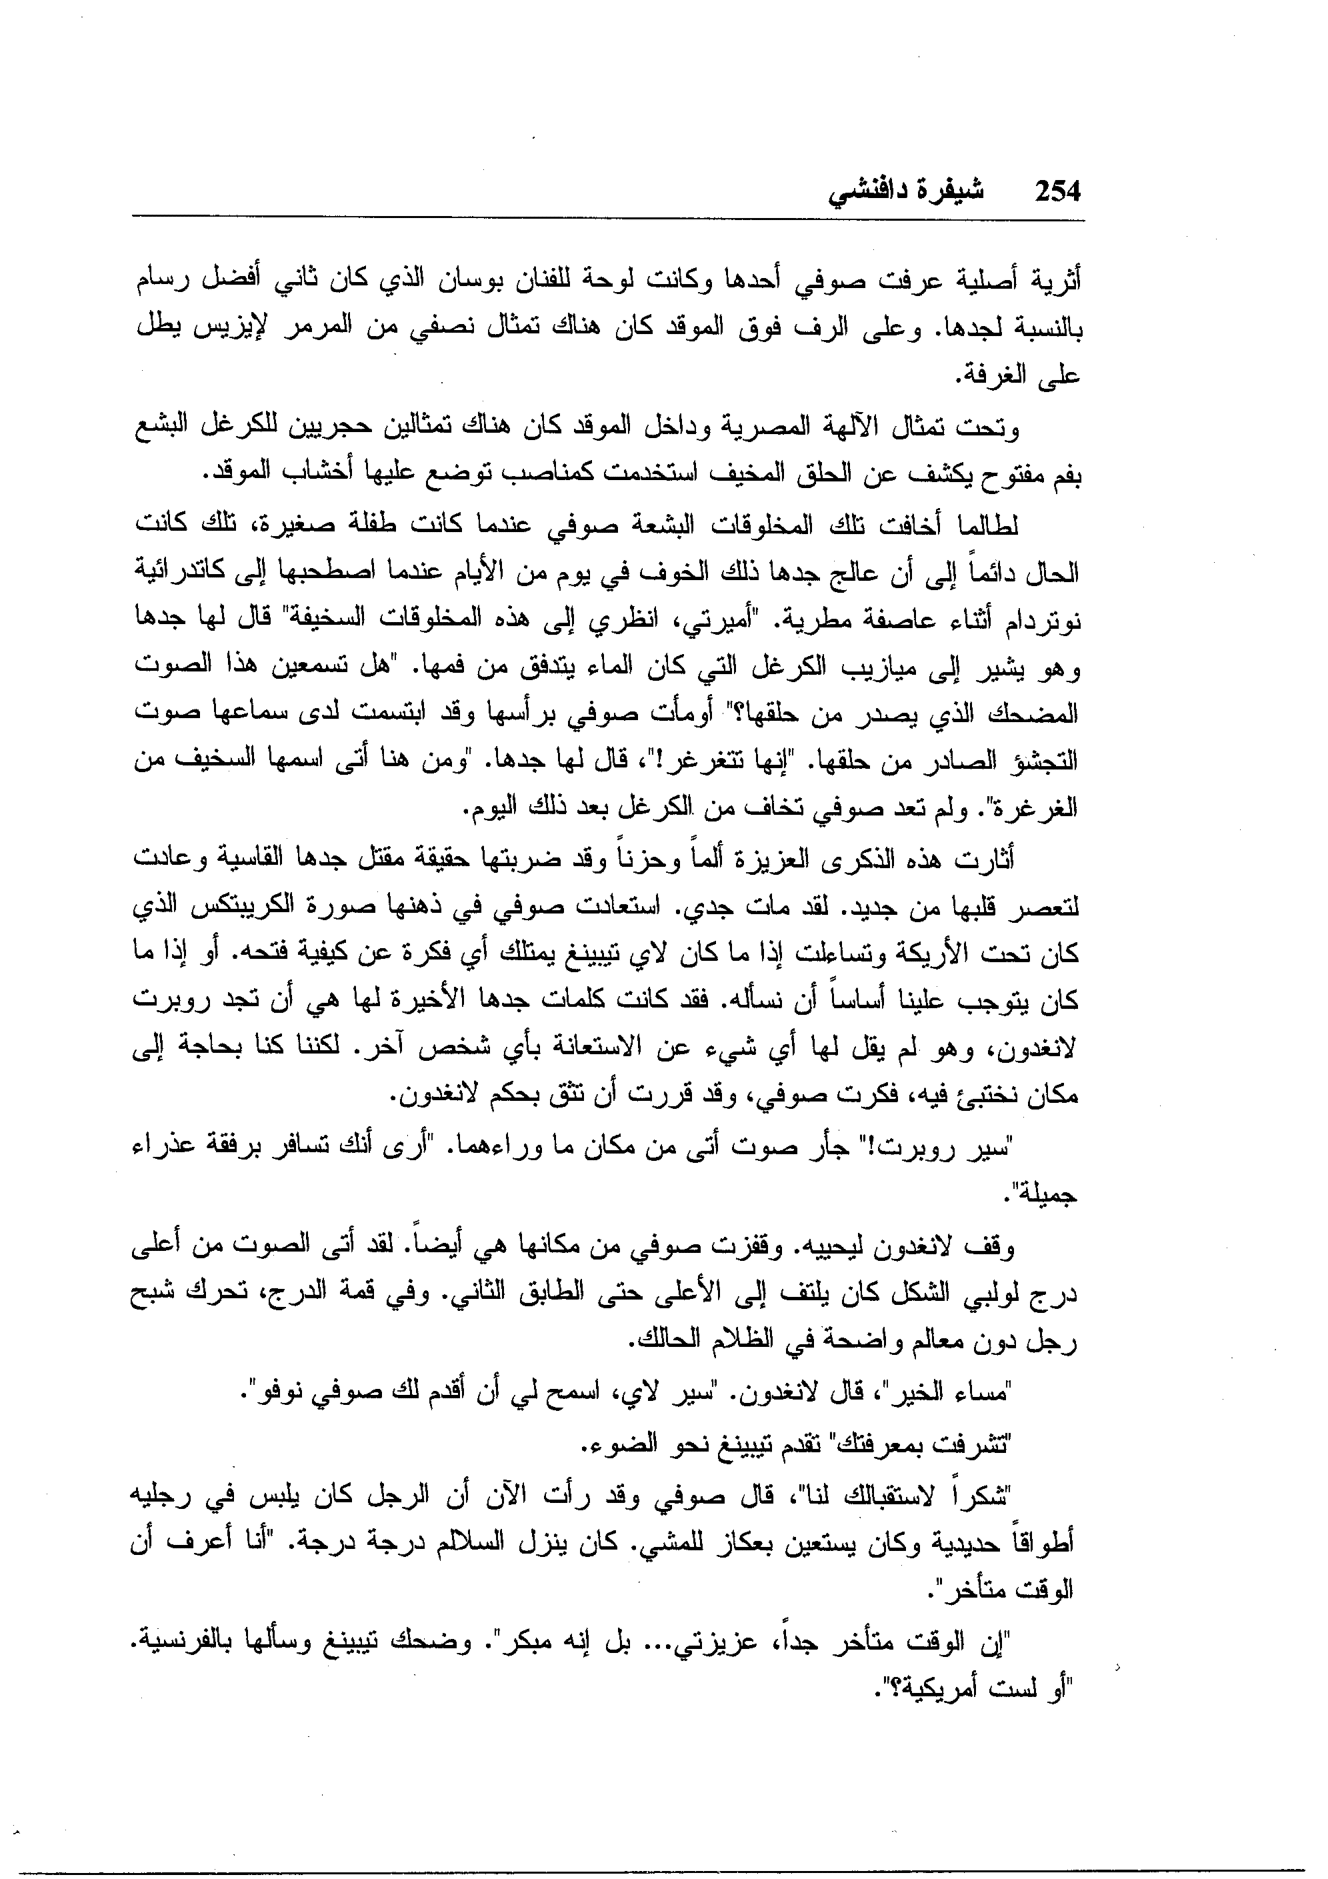 254 شيفرة دافنشي
أثرية أصلية عرفت صوفي أحدها وكانت لوحة للفنان بوسان الذي كان ثاني أفضل رسام
بالنسبة لجدها. وعلى الرف فوق الموقد كان هناك تمثال نصفي من المرمر لإيزيس يطل
على الغرفة.
وتحت تمثال الآلهة المصرية وداخل الموقد كان هناك تمثالين حجريين للكرغل البشع
بفم مفتوح يكشف عن الحلق المخيف استخدمت كمناصب توضع عليها أخشاب الموقد.
لطالما أخافت تلك المخلوقات البشعة صوفي عندما كانت طفلة صغيرة، تلك كانت
الحال دائماً إلى أن عالج جدها ذلك الخوف في يوم من الأيام عندما اصطحبها إلى كاتدرائية
نوتردام أثناء عاصفة مطرية. "أميرتي، انظري إلى هذه المخلوقات السخيفة" قال لها جدها
وهو يشير إلى ميازيب الكرغل التي كان الماء يتدفق من فمها. "هل تسمعين هذا الصوت
المضحك الذي يصدر من حلقها؟" أومأت صوفي برأسها وقد ابتسمت لدى سماعها صوت
التجشؤ الصادر من حلقها. "إنها تتغرغر!"، قال لها جدها. "ومن هنا أتى اسمها السخيف من
الغرغرة". ولم تعد صوفي تخاف من الكرغل بعد ذلك اليوم.
أثارت هذه الذكرى العزيزة ألماً وحزناً وقد ضربتها حقيقة مقتل جدها القاسية وعادت
لتعصر قلبها من جديد. لقد مات جدي. استعادت صوفي في ذهنها صورة الكريبتكس الذي
كان تحت الأريكة وتساءلت إذا ما كان لاي تيبينغ يمتلك أي فكرة عن كيفية فتحه. أو إذا ما
كان يتوجب علينا أساساً أن نسأله. فقد كانت كلمات جدها الأخيرة لها هي أن تجد روبرت
لانغدون، وهو لم يقل لها أي شيء عن الاستعانة بأي شخص آخر. لكننا كنا بحاجة إلى
مكان نختبئ فيه، فكرت صوفي، وقد قررت أن تثق بحكم لانغدون.
"سير روبرت!" جأر صوت أتى من مكان ما وراءهما. "أرى أنك تسافر برفقة عذراء
جميلة".
وقف لانغدون ليحييه. وقفزت صوفي من مكانها هي أيضاً. لقد أتى الصوت من أعلى
درج لولبي الشكل كان يلتف إلى الأعلى حتى الطابق الثاني. وفي قمة الدرج، تحرك شبح
رجل دون معالم واضحة في الظلام الحالك.
"مساء الخير"، قال لانغدون. "سير لاي، اسمح لي أن أقدم لك صوفي نوفو".
"تشرفت بمعرفتك" تقدم تيبينغ نحو الضوء.
"شكراً لاستقبالك لنا"، قال صوفي وقد رأت الآن أن الرجل كان يلبس في رجليه
أطواقاً حديدية وكان يستعين بعكاز للمشي. كان ينزل السلالم درجة درجة. "أنا أعرف أن
الوقت متأخر".
"إن الوقت متأخر جداً، عزيزتي... بل إنه مبكر". وضحك تيبينغ وسألها بالفرنسية.
"أو لست أمريكية؟".